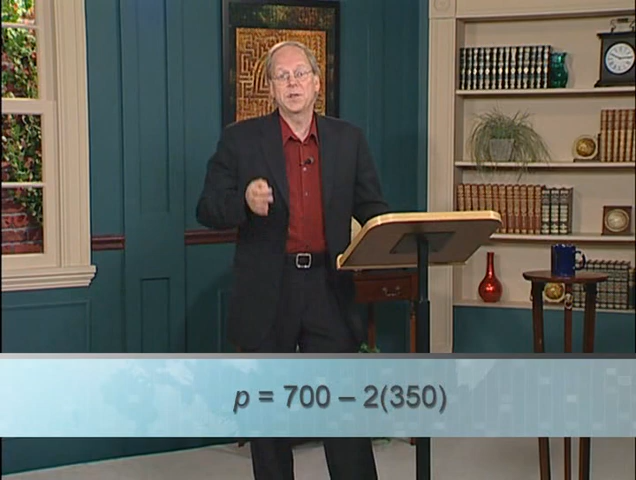 p = 700 – 2(350)